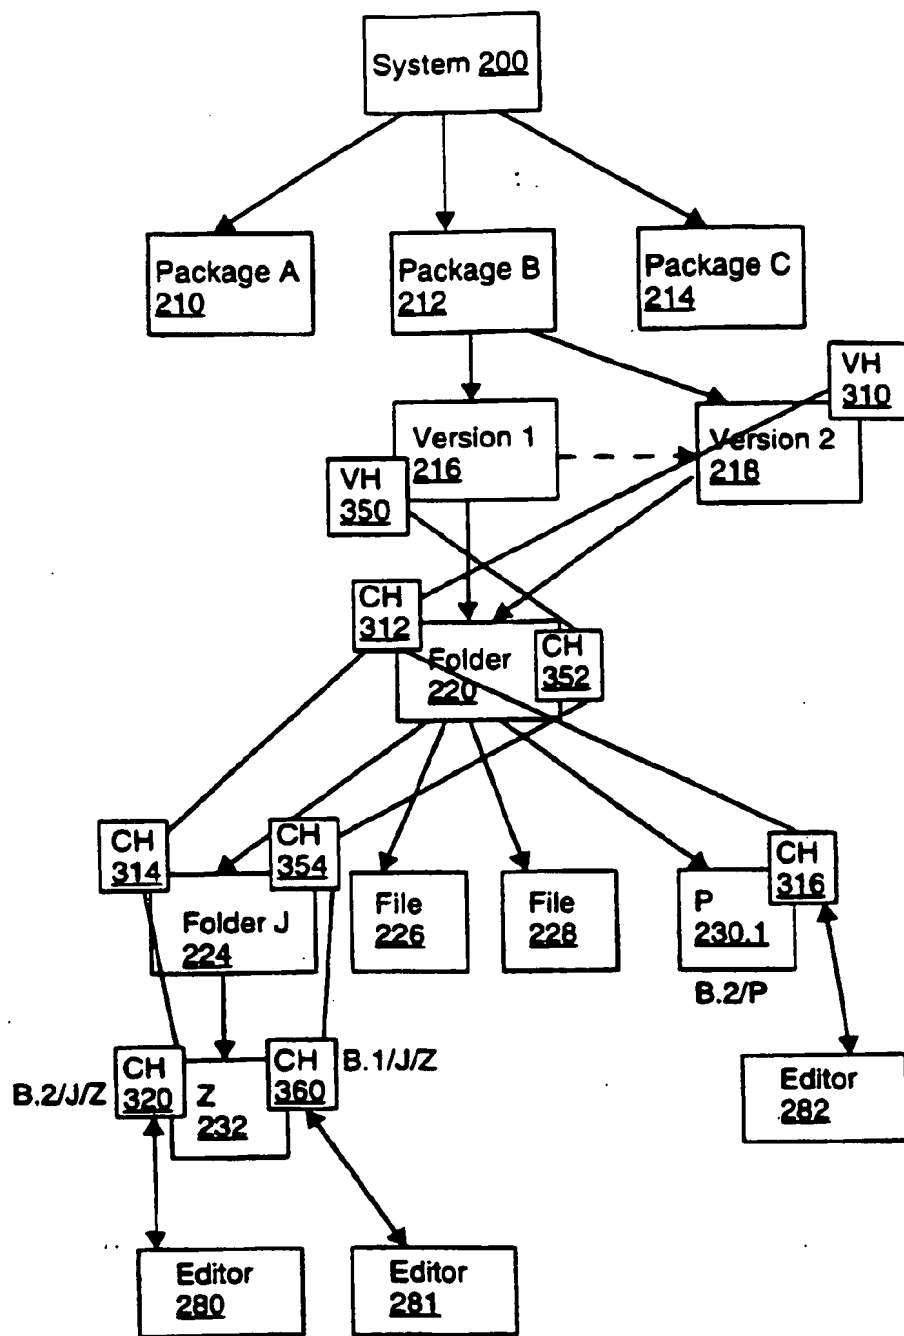 System 200
Package A
210
Package B
212
Package C
214
VH
310
Version 1
216
Version 2
218
VH
350
CH
312
Folder
220
CH
352
CH
314
CH
354
CH
316
Folder J
224
File
226
File
228
P
230.1
B.2/P
B.2/J/Z
CH
320
Z
232
CH
360
B.1/J/Z
Editor
282
Editor
280
Editor
281